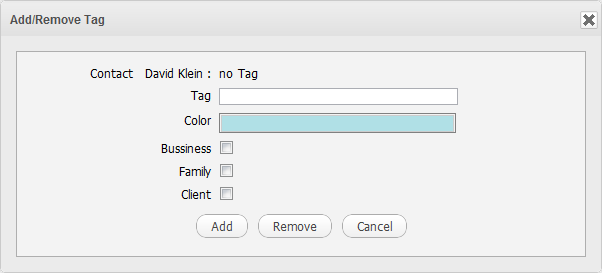 Add/Remove Tag
Contact David Klein : no Tag
Tag
Color
Bussiness
Family
Client
Add Remove Cancel